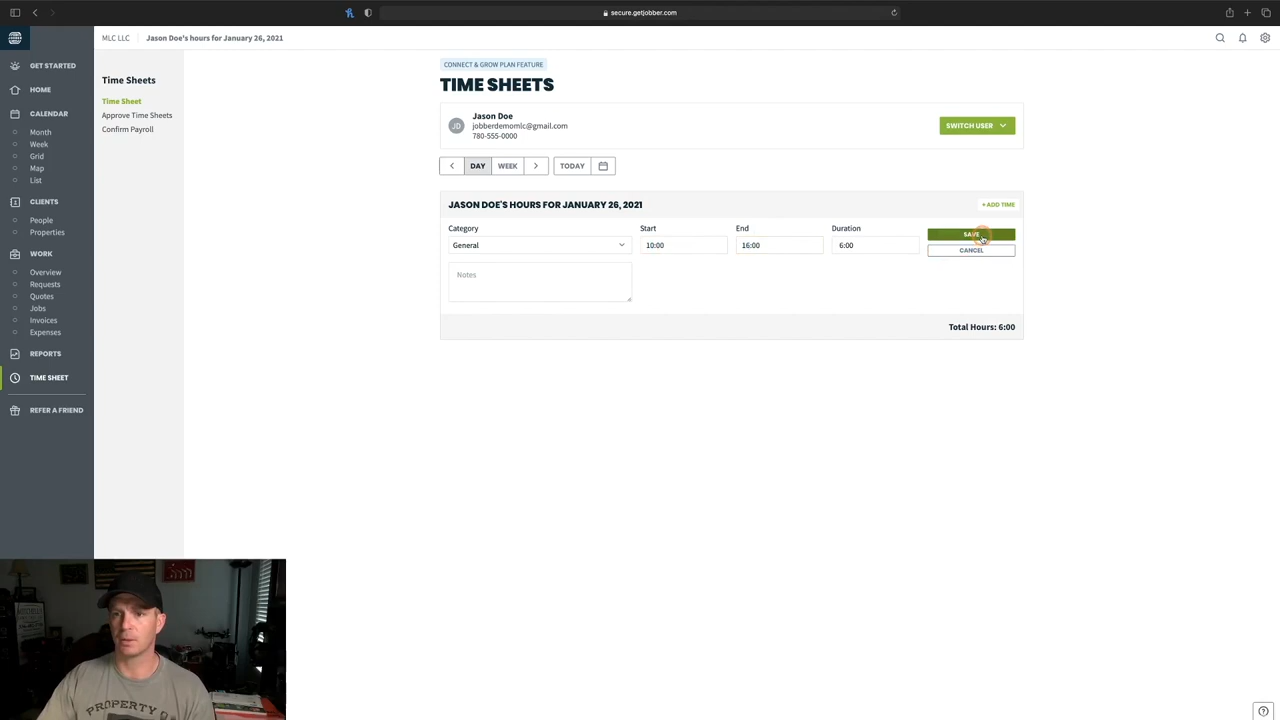 secure.getjobber.com
MLC LLC
Jason Doe's hours for January 26, 2021
GET STARTED
HOME
CALENDAR
Month
Week
Grid
Map
List
CLIENTS
People
Properties
WORK
Overview
Requests
Quotes
Jobs
Invoices
Expenses
REPORTS
TIME SHEET
REFER A FRIEND
Time Sheets
Time Sheet
Approve Time Sheets
Confirm Payroll
CONNECT & GROW PLAN FEATURE
TIME SHEETS
JD
Jason Doe
jobberdemomlc@gmail.com
780-555-0000
SWITCH USER
DAY WEEK TODAY
JASON DOE'S HOURS FOR JANUARY 26, 2021
+ ADD TIME
Category Start End Duration
General 10:00 16:00 6:00
SAVE
CANCEL
Notes
Total Hours: 6:00
PROPERTY O